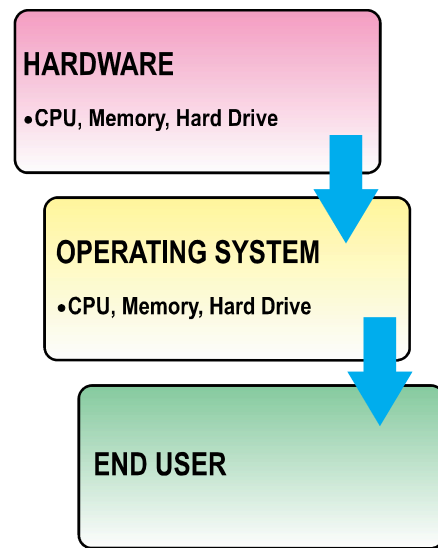 HARDWARE
•CPU, Memory, Hard Drive
OPERATING SYSTEM
•CPU, Memory, Hard Drive
END USER